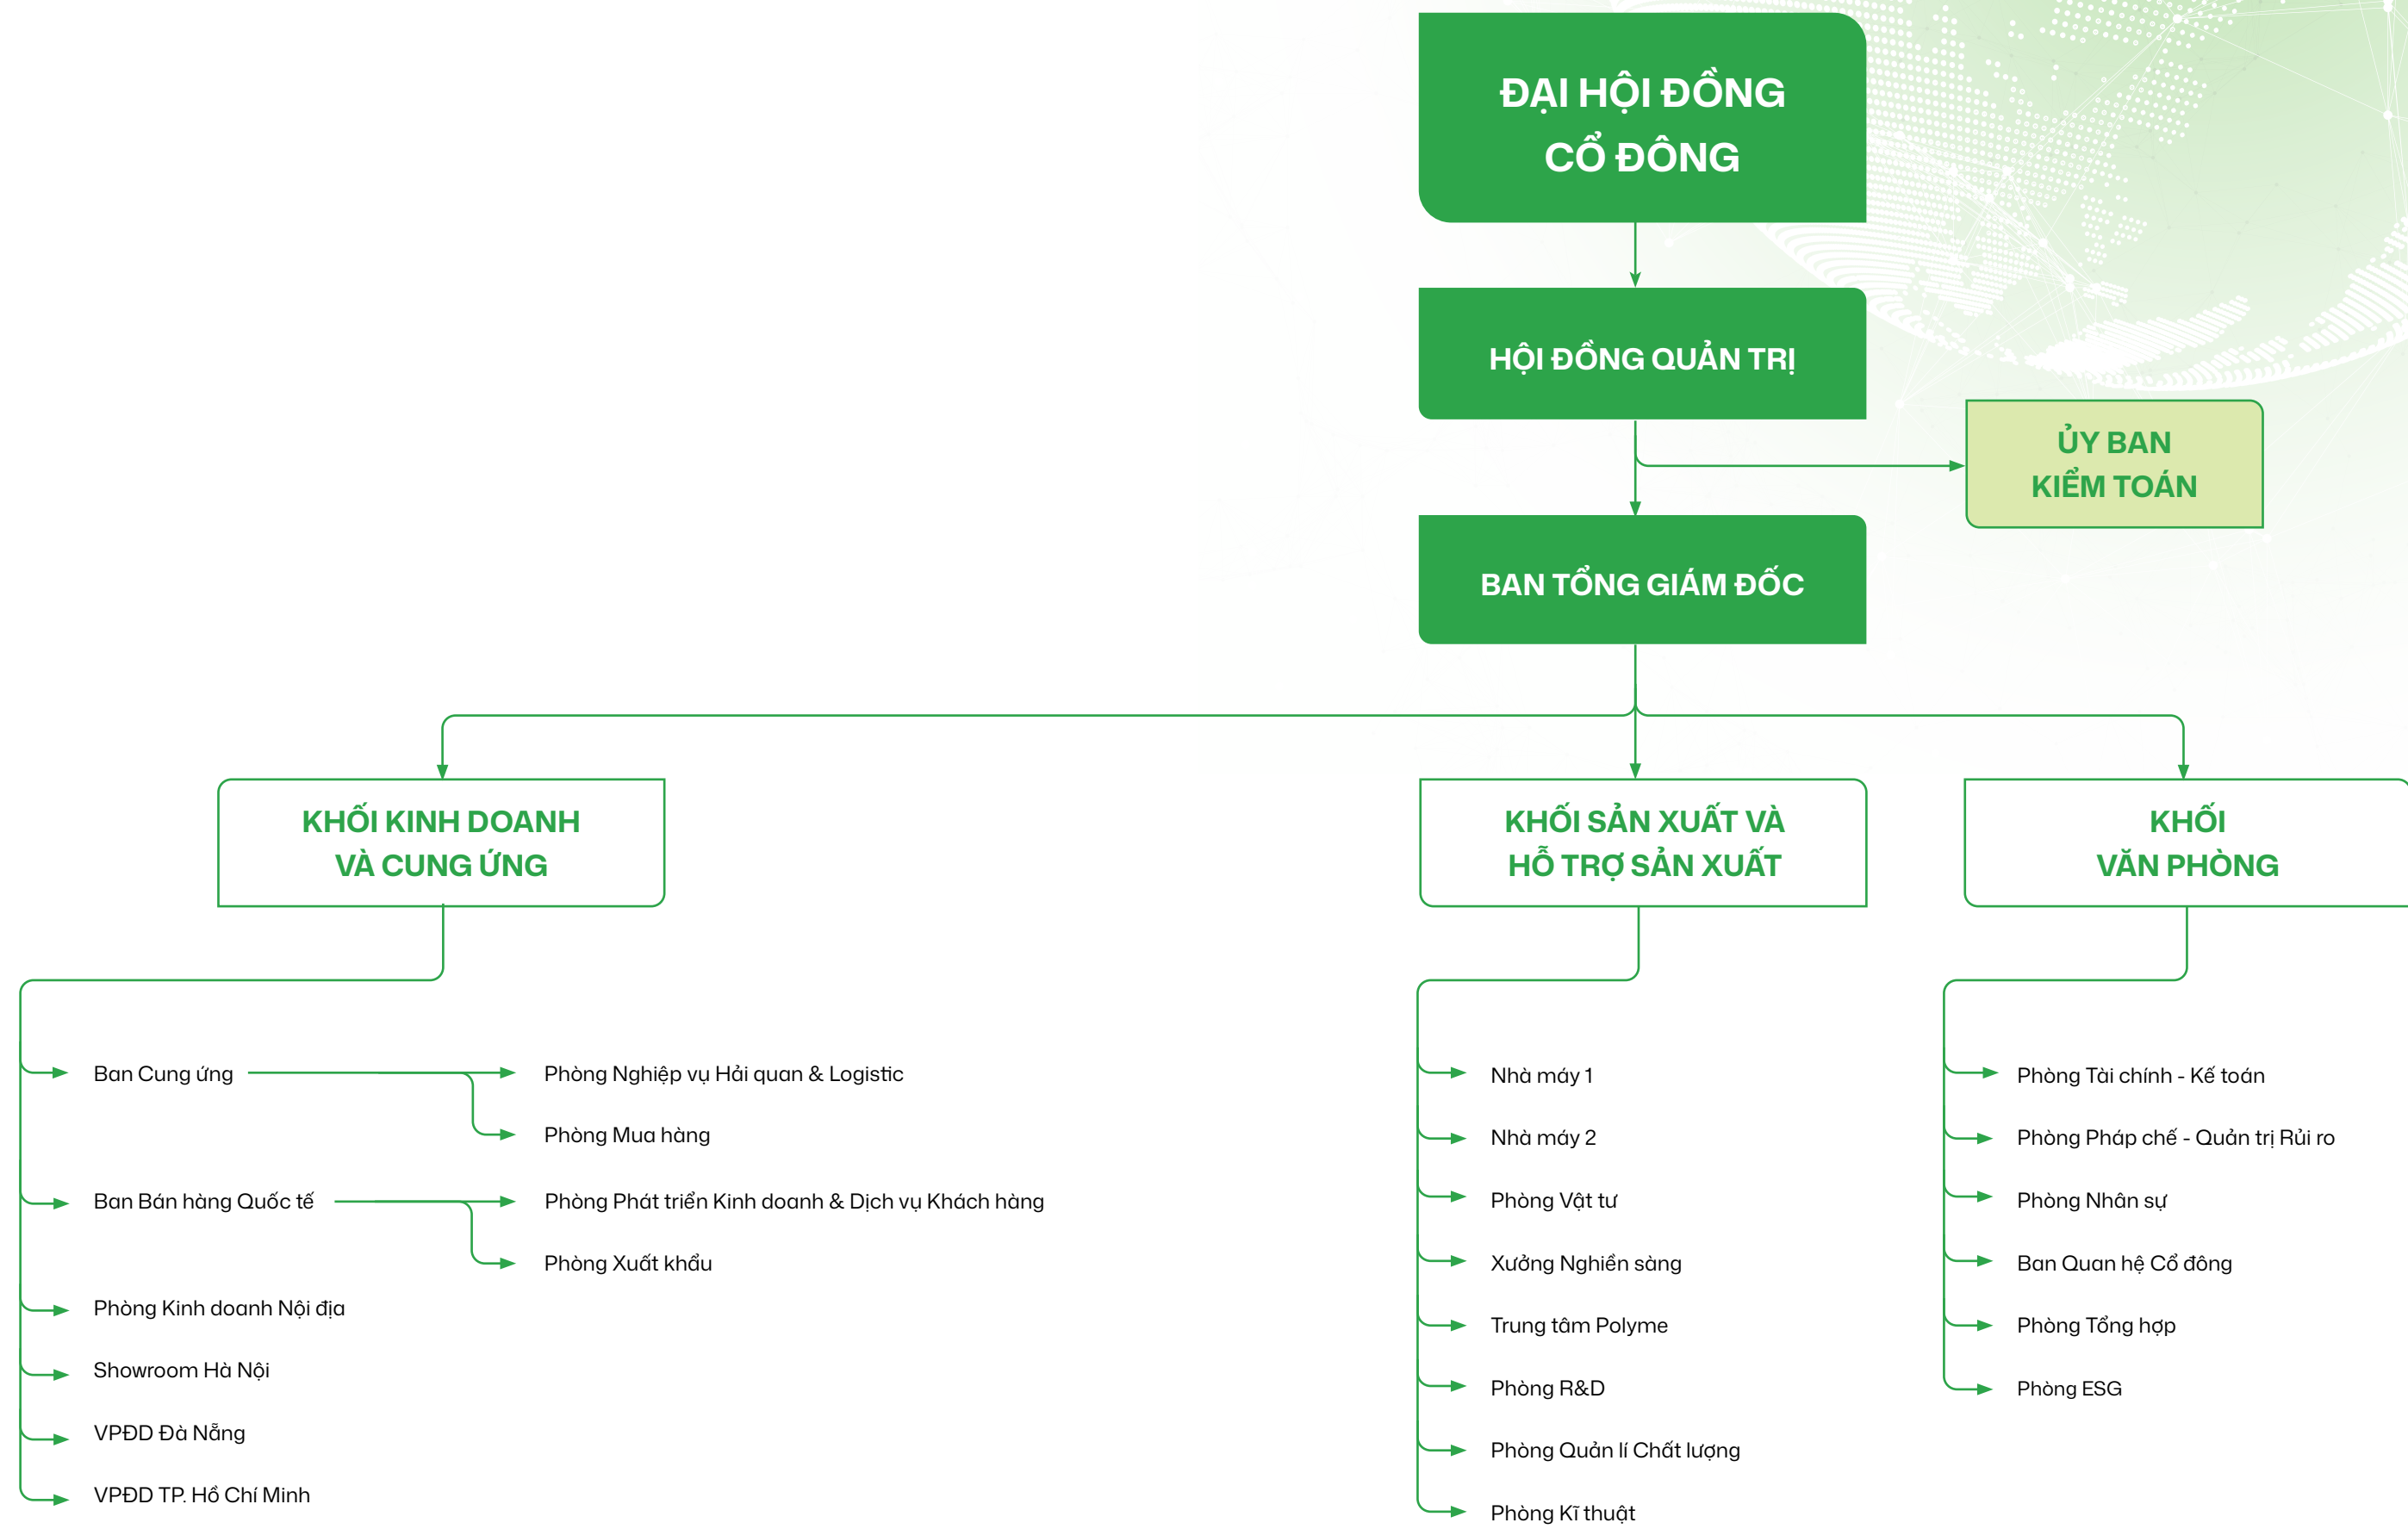 ĐẠI HỘI ĐỒNG
CỔ ĐÔNG
HỘI ĐỒNG QUẢN TRỊ
ỦY BAN
KIỂM TOÁN
BAN TỔNG GIÁM ĐỐC
KHỐI KINH DOANH
VÀ CUNG ỨNG
KHỐI SẢN XUẤT VÀ
HỖ TRỢ SẢN XUẤT
KHỐI
VĂN PHÒNG
Ban Cung ứng
Phòng Nghiệp vụ Hải quan & Logistic
Phòng Mua hàng
Ban Bán hàng Quốc tế
Phòng Phát triển Kinh doanh & Dịch vụ Khách hàng
Phòng Xuất khẩu
Phòng Kinh doanh Nội địa
Showroom Hà Nội
VPĐD Đà Nẵng
VPĐD TP. Hồ Chí Minh
Nhà máy 1
Nhà máy 2
Phòng Vật tư
Xưởng Nghiền sàng
Trung tâm Polyme
Phòng R&D
Phòng Quản lí Chất lượng
Phòng Kĩ thuật
Phòng Tài chính - Kế toán
Phòng Pháp chế - Quản trị Rủi ro
Phòng Nhân sự
Ban Quan hệ Cổ đông
Phòng Tổng hợp
Phòng ESG